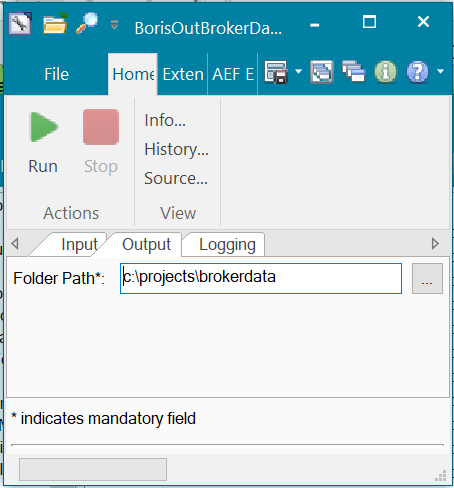 BorisOutBrokerDa...
File Home Exten AEF E
Run Stop
Info...
History...
Source...
Actions View
Input Output Logging
Folder Path*: c:\projects\brokerdata ...
* indicates mandatory field